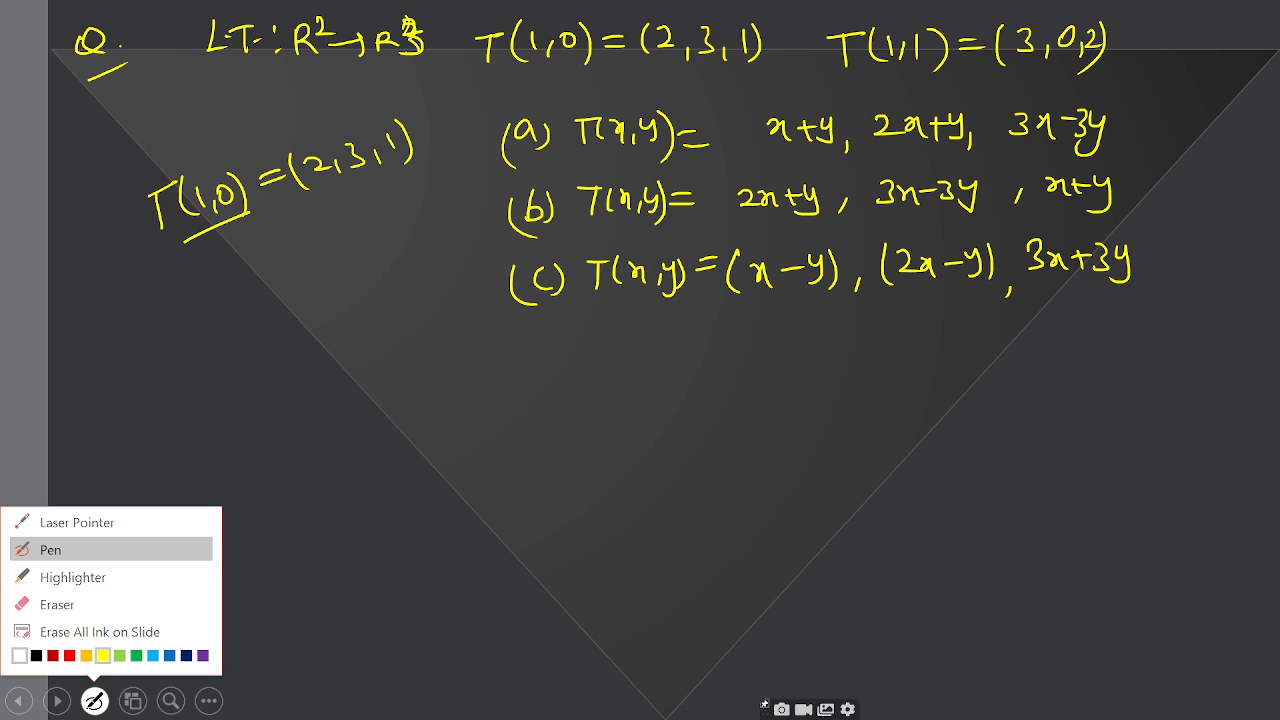 Q. L.T.: R² → R³ T(1,0) = (2,3,1) T(1,1) = (3,0,2)
T(1,0) = (2,3,1)
(a) T(x,y) = x+y, 2x+y, 3x-3y
(b) T(x,y) = 2x+y, 3x-3y, x+y
(c) T(x,y) = (x-y), (2x-y), 3x+3y
Laser Pointer
Pen
Highlighter
Eraser
Erase All Ink on Slide